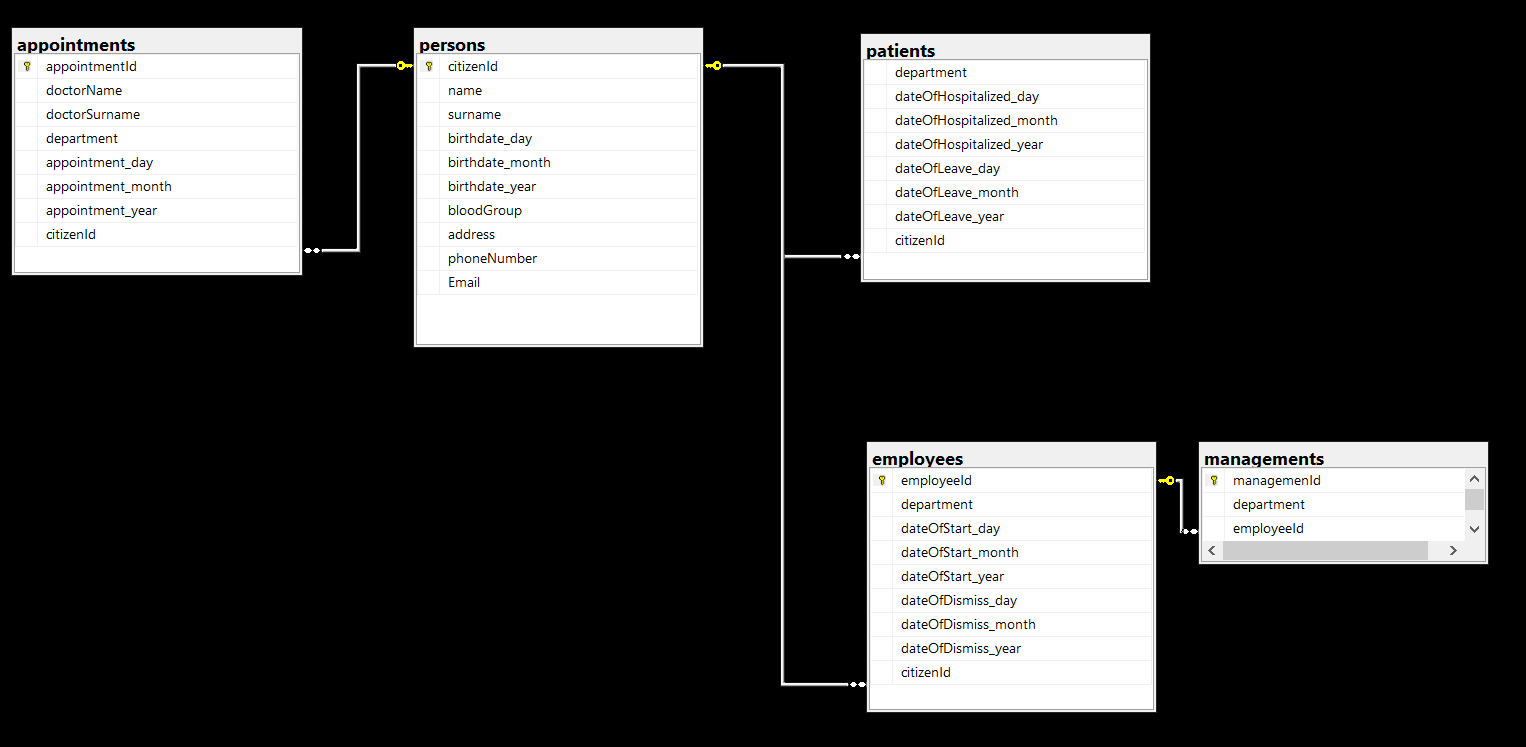 appointments
appointmentId
doctorName
doctorSurname
department
appointment_day
appointment_month
appointment_year
citizenId
persons
citizenId
name
surname
birthdate_day
birthdate_month
birthdate_year
bloodGroup
address
phoneNumber
Email
patients
department
dateOfHospitalized_day
dateOfHospitalized_month
dateOfHospitalized_year
dateOfLeave_day
dateOfLeave_month
dateOfLeave_year
citizenId
employees
employeeId
department
dateOfStart_day
dateOfStart_month
dateOfStart_year
dateOfDismiss_day
dateOfDismiss_month
dateOfDismiss_year
citizenId
managements
managemenId
department
employeeId